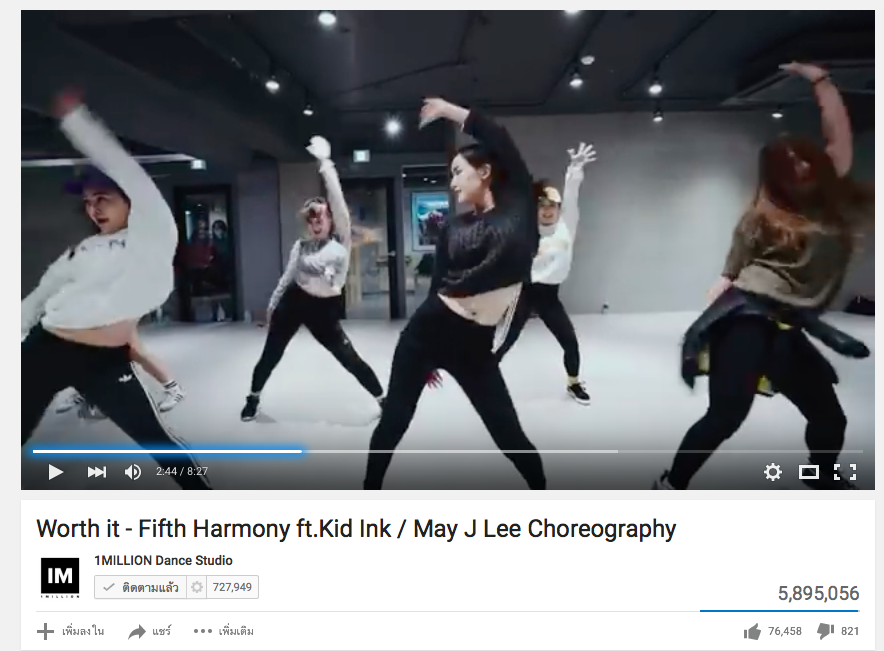 2:44 / 8:27
Worth it - Fifth Harmony ft.Kid Ink / May J Lee Choreography
IM
1MILLION
1MILLION Dance Studio
ติดตามแล้ว 727,949
5,895,056
เพิ่มลงใน แชร์ เพิ่มเติม 76,458 821